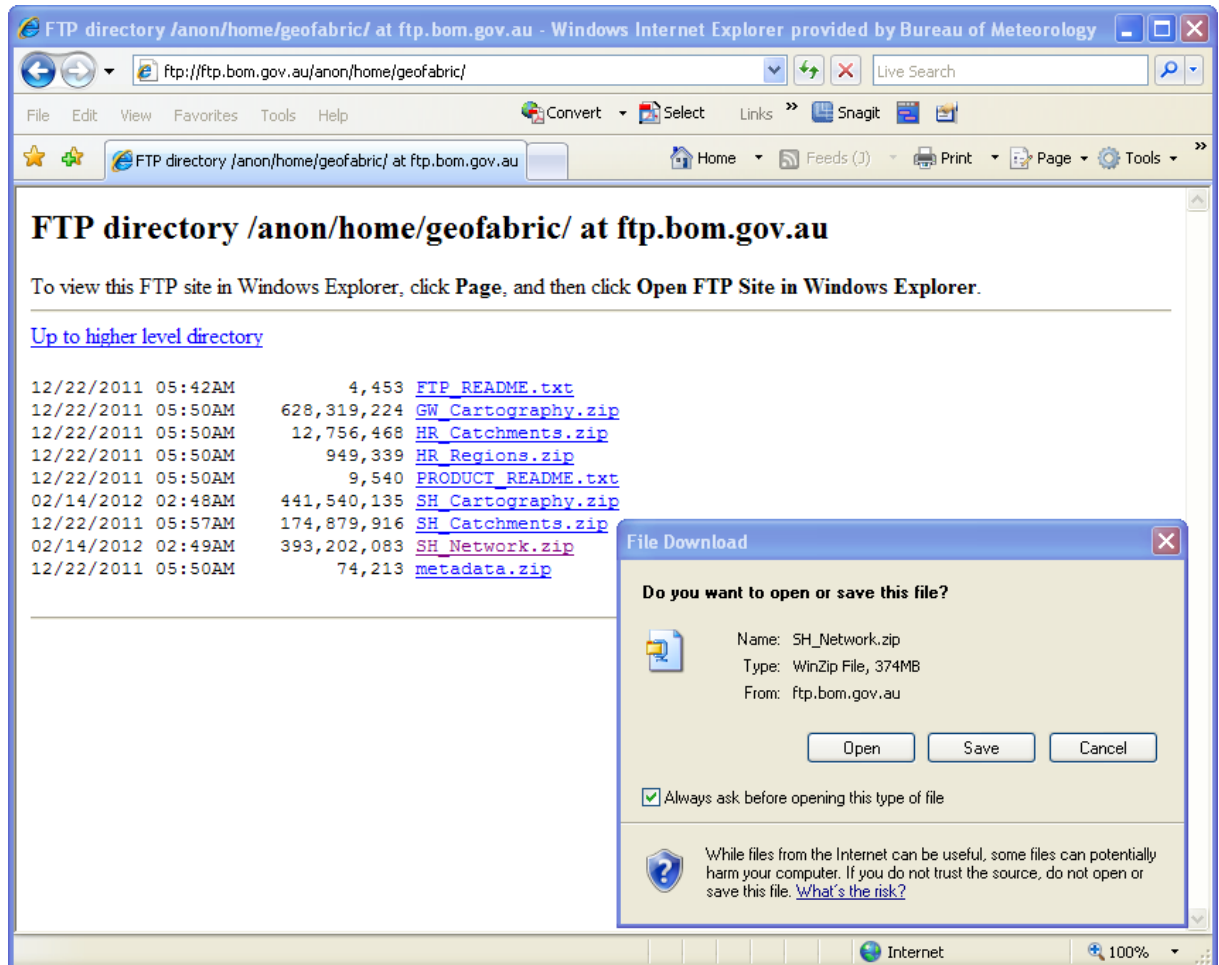 FTP directory /anon/home/geofabric/ at ftp.bom.gov.au - Windows Internet Explorer provided by Bureau of Meteorology
ftp://ftp.bom.gov.au/anon/home/geofabric/
Live Search
File Edit View Favorites Tools Help Convert Select Links » Snagit
FTP directory /anon/home/geofabric/ at ftp.bom.gov.au Home Feeds (J) Print Page Tools »
FTP directory /anon/home/geofabric/ at ftp.bom.gov.au
To view this FTP site in Windows Explorer, click Page, and then click Open FTP Site in Windows Explorer.
Up to higher level directory
12/22/2011 05:42AM 4,453 FTP_README.txt
12/22/2011 05:50AM 628,319,224 GW_Cartography.zip
12/22/2011 05:50AM 12,756,468 HR_Catchments.zip
12/22/2011 05:50AM 949,339 HR_Regions.zip
12/22/2011 05:50AM 9,540 PRODUCT_README.txt
02/14/2012 02:48AM 441,540,135 SH_Cartography.zip
12/22/2011 05:57AM 174,879,916 SH_Catchments.zip
02/14/2012 02:49AM 393,202,083 SH_Network.zip
12/22/2011 05:50AM 74,213 metadata.zip
File Download
Do you want to open or save this file?
Name: SH_Network.zip
Type: WinZip File, 374MB
From: ftp.bom.gov.au
Open Save Cancel
Always ask before opening this type of file
While files from the Internet can be useful, some files can potentially
harm your computer. If you do not trust the source, do not open or
save this file. What's the risk?
Internet 100%